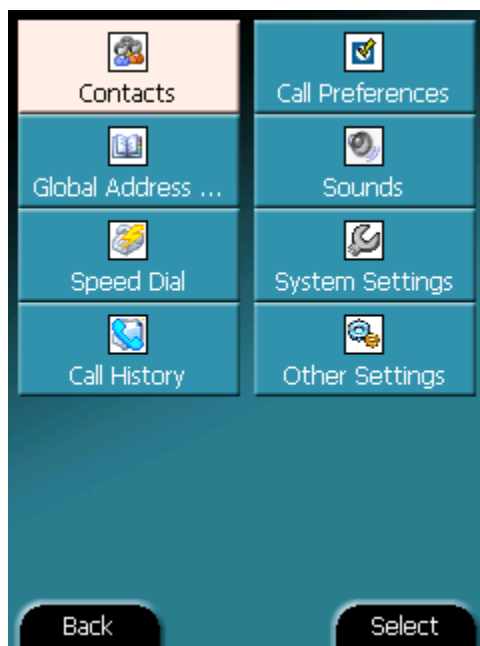 Contacts
Call Preferences
Global Address ...
Sounds
Speed Dial
System Settings
Call History
Other Settings
Back
Select